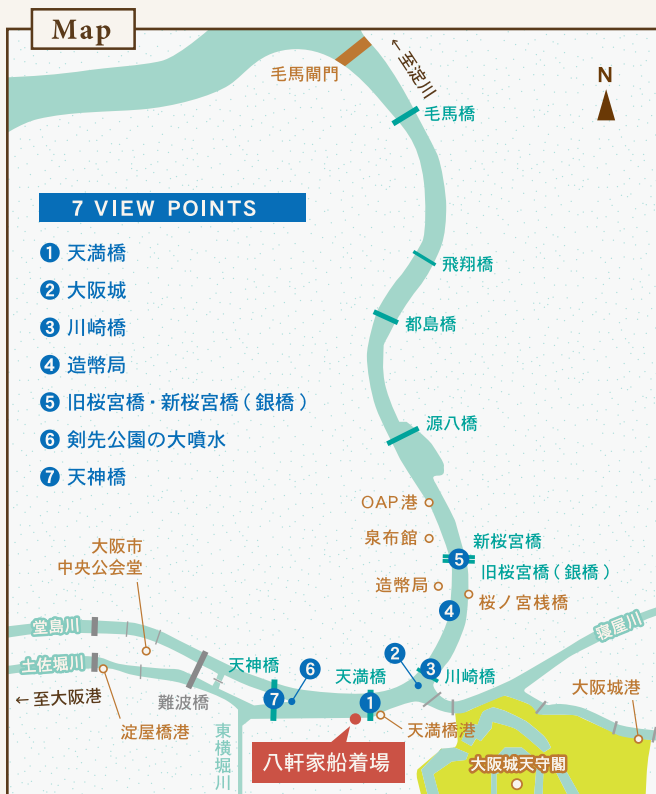 Map
毛馬閘門
←至淀川
N
毛馬橋
7 VIEW POINTS
1 天満橋
2 大阪城
3 川崎橋
4 造幣局
5 旧桜宮橋・新桜宮橋(銀橋)
6 剣先公園の大噴水
7 天神橋
飛翔橋
都島橋
源八橋
OAP港
泉布館
新桜宮橋
5
旧桜宮橋(銀橋)
造幣局
桜ノ宮桟橋
4
大阪市
中央公会堂
堂島川
寝屋川
土佐堀川
天神橋
6
天満橋
2
3
川崎橋
←至大阪港
難波橋
7
1
大阪城港
淀屋橋港
天満橋港
東横堀川
八軒家船着場
大阪城天守閣